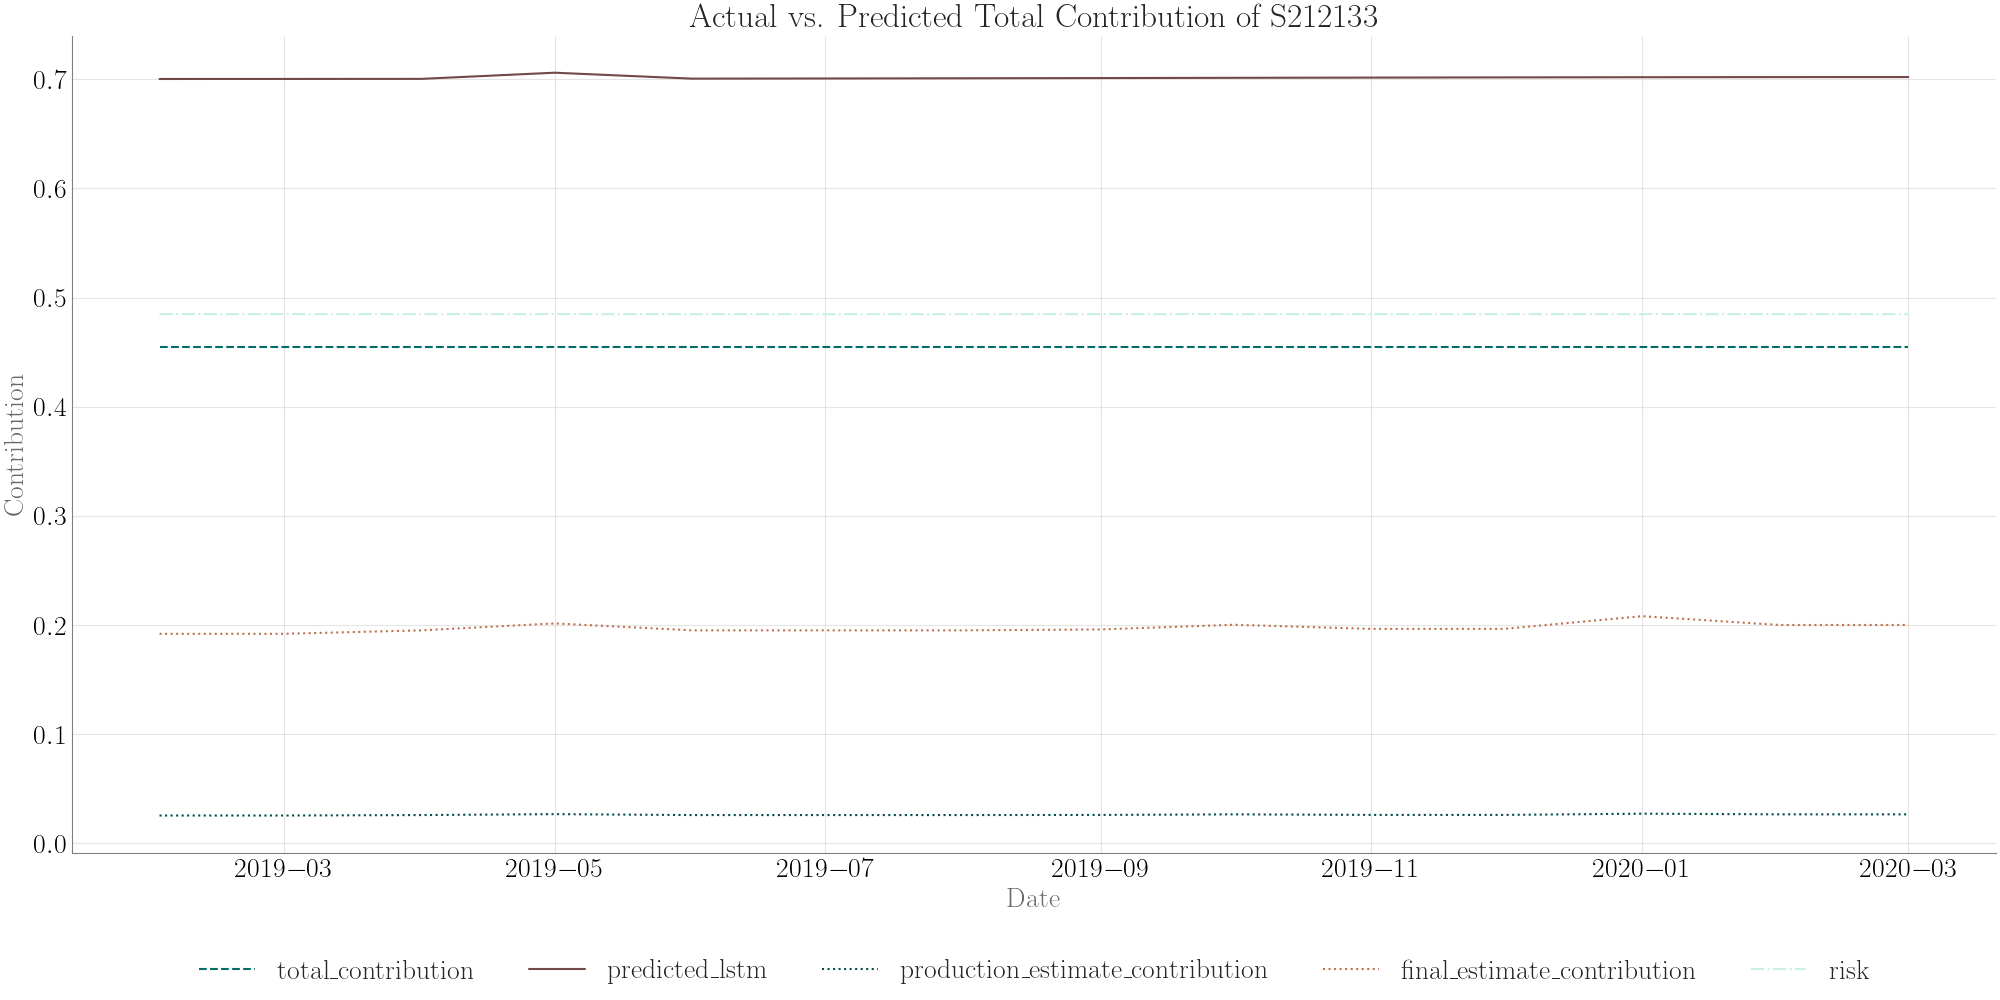 Actual vs. Predicted Total Contribution of S212133
Contribution
0.7
0.6
0.5
0.4
0.3
0.2
0.1
0.0
2019–03 2019–05 2019–07 2019–09 2019–11 2020–01 2020–03
Date
total_contribution predicted_lstm production_estimate_contribution final_estimate_contribution risk